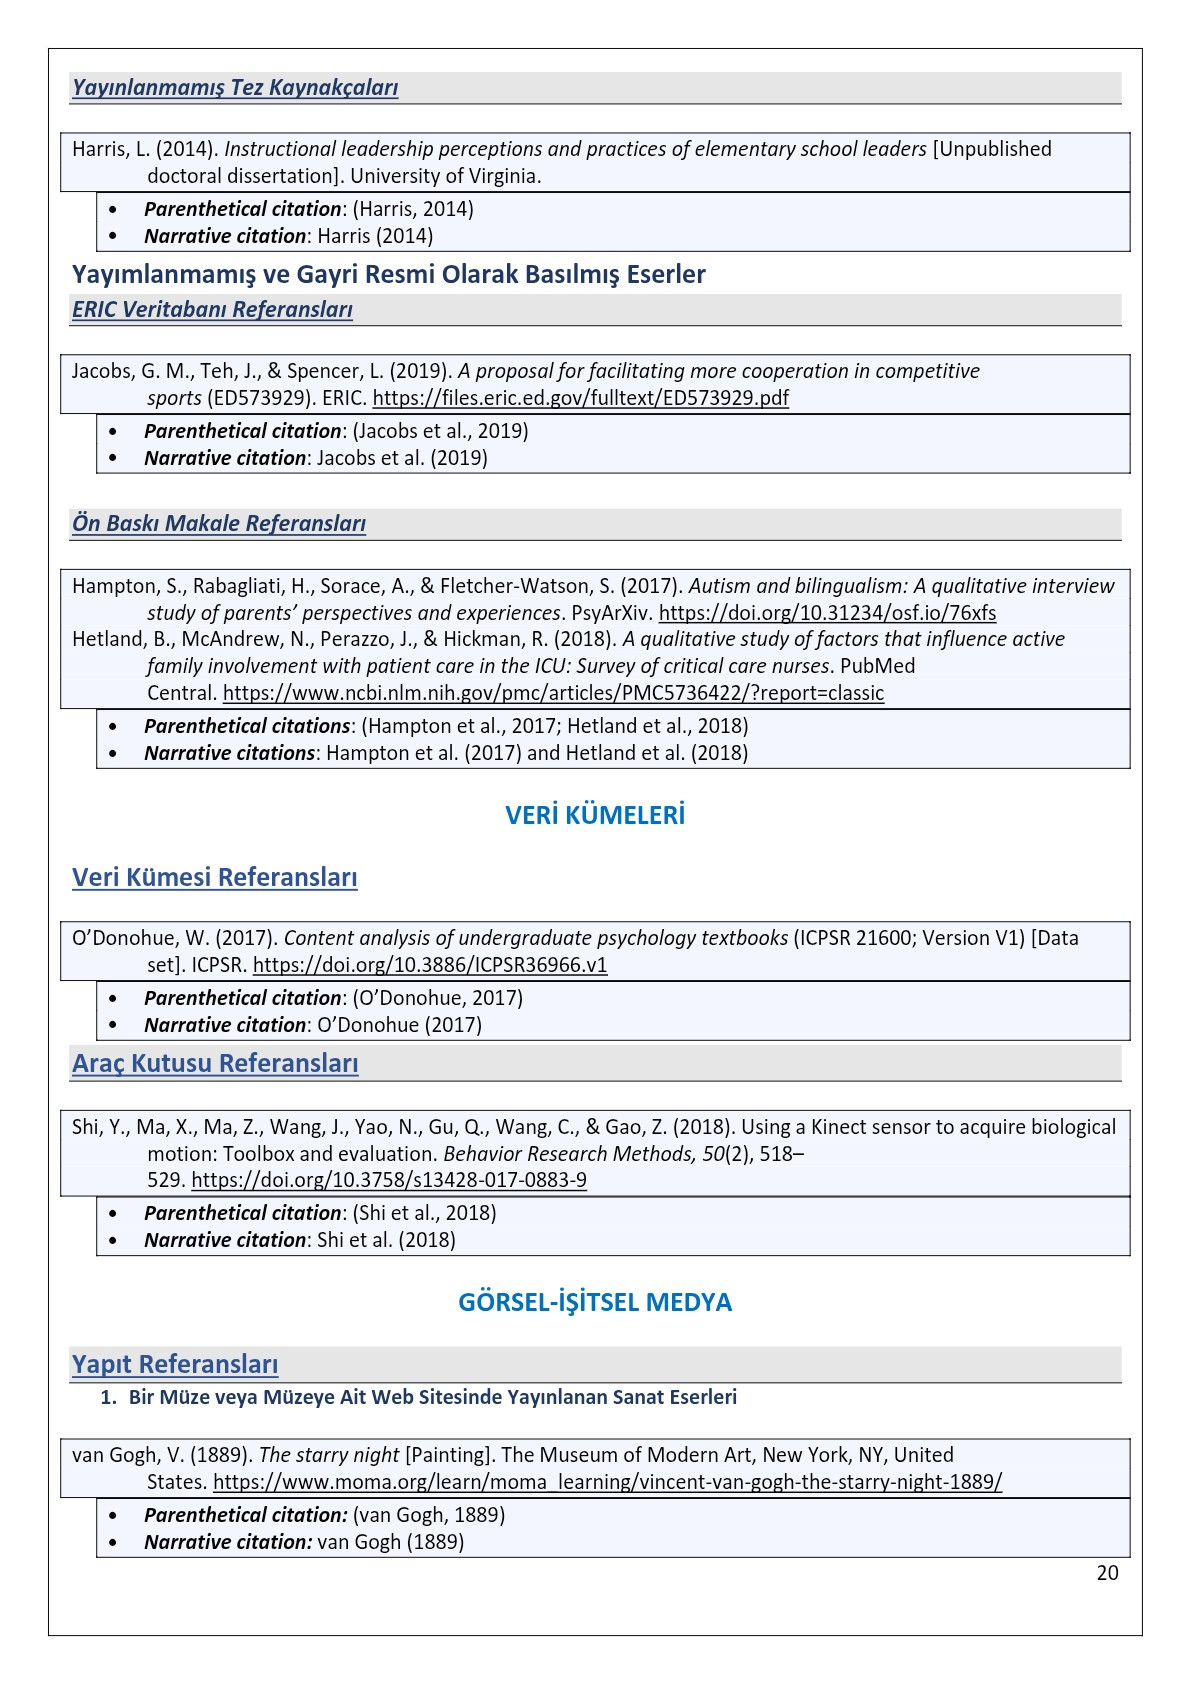 Yayınlanmamış Tez Kaynakçaları
Harris, L. (2014). Instructional leadership perceptions and practices of elementary school leaders [Unpublished
doctoral dissertation]. University of Virginia.
• Parenthetical citation: (Harris, 2014)
• Narrative citation: Harris (2014)
Yayımlanmamış ve Gayri Resmi Olarak Basılmış Eserler
ERIC Veritabanı Referansları
Jacobs, G. M., Teh, J., & Spencer, L. (2019). A proposal for facilitating more cooperation in competitive
sports (ED573929). ERIC. https://files.eric.ed.gov/fulltext/ED573929.pdf
• Parenthetical citation: (Jacobs et al., 2019)
• Narrative citation: Jacobs et al. (2019)
Ön Baskı Makale Referansları
Hampton, S., Rabagliati, H., Sorace, A., & Fletcher-Watson, S. (2017). Autism and bilingualism: A qualitative interview
study of parents’ perspectives and experiences. PsyArXiv. https://doi.org/10.31234/osf.io/76xfs
Hetland, B., McAndrew, N., Perazzo, J., & Hickman, R. (2018). A qualitative study of factors that influence active
family involvement with patient care in the ICU: Survey of critical care nurses. PubMed
Central. https://www.ncbi.nlm.nih.gov/pmc/articles/PMC5736422/?report=classic
• Parenthetical citations: (Hampton et al., 2017; Hetland et al., 2018)
• Narrative citations: Hampton et al. (2017) and Hetland et al. (2018)
VERİ KÜMELERİ
Veri Kümesi Referansları
O’Donohue, W. (2017). Content analysis of undergraduate psychology textbooks (ICPSR 21600; Version V1) [Data
set]. ICPSR. https://doi.org/10.3886/ICPSR36966.v1
• Parenthetical citation: (O’Donohue, 2017)
• Narrative citation: O’Donohue (2017)
Araç Kutusu Referansları
Shi, Y., Ma, X., Ma, Z., Wang, J., Yao, N., Gu, Q., Wang, C., & Gao, Z. (2018). Using a Kinect sensor to acquire biological
motion: Toolbox and evaluation. Behavior Research Methods, 50(2), 518–
529. https://doi.org/10.3758/s13428-017-0883-9
• Parenthetical citation: (Shi et al., 2018)
• Narrative citation: Shi et al. (2018)
GÖRSEL-İŞİTSEL MEDYA
Yapıt Referansları
1. Bir Müze veya Müzeye Ait Web Sitesinde Yayınlanan Sanat Eserleri
van Gogh, V. (1889). The starry night [Painting]. The Museum of Modern Art, New York, NY, United
States. https://www.moma.org/learn/moma_learning/vincent-van-gogh-the-starry-night-1889/
• Parenthetical citation: (van Gogh, 1889)
• Narrative citation: van Gogh (1889)
20